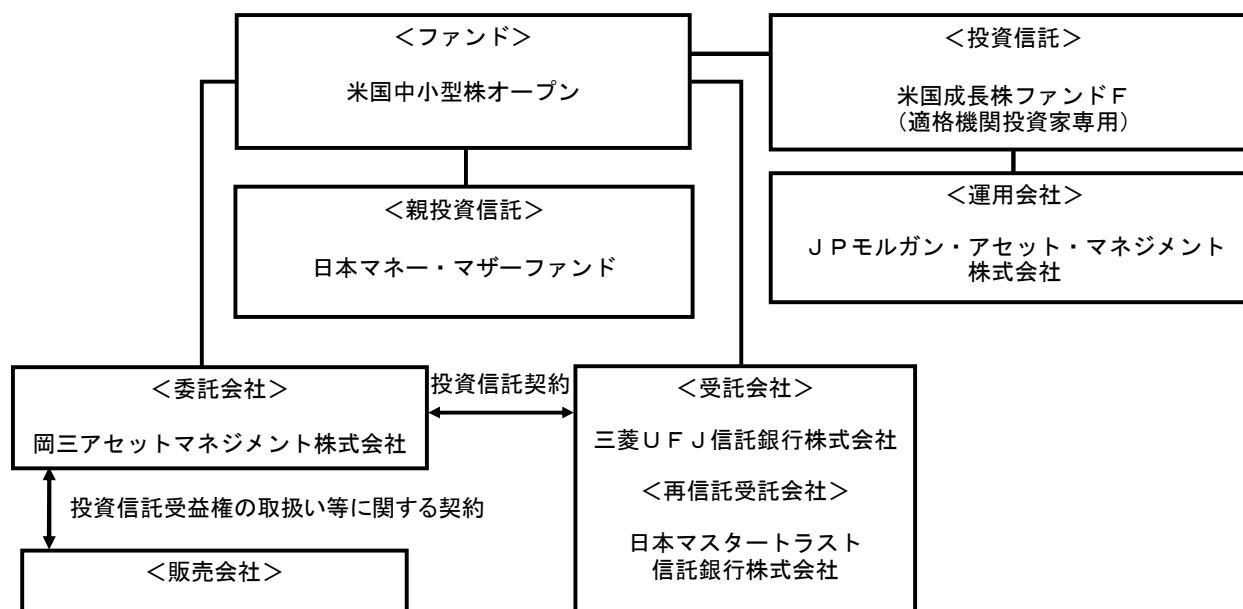 ＜ファンド＞
米国中小型株オープン
＜投資信託＞
米国成長株ファンドＦ
（適格機関投資家専用）
＜親投資信託＞
日本マネー・マザーファンド
＜運用会社＞
ＪＰモルガン・アセット・マネジメント
株式会社
＜委託会社＞
岡三アセットマネジメント株式会社
投資信託契約
＜受託会社＞
三菱ＵＦＪ信託銀行株式会社
＜再信託受託会社＞
日本マスタートラスト
信託銀行株式会社
投資信託受益権の取扱い等に関する契約
＜販売会社＞